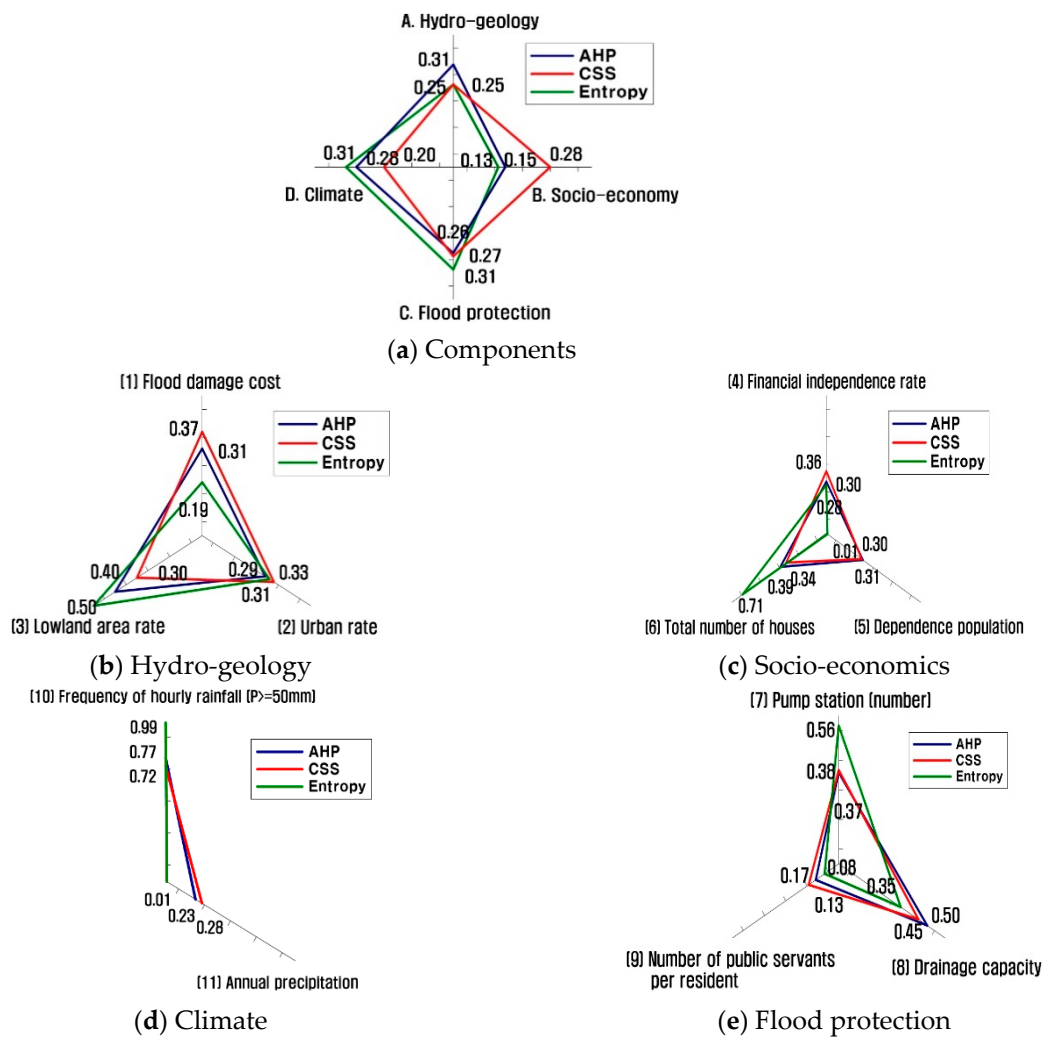 A. Hydro-geology
AHP
CSS
Entropy
0.31
0.25
0.25
0.31
0.28
0.20
0.13
0.15
0.28
D. Climate
B. Socio-economy
0.26
0.27
0.31
C. Flood protection
(a) Components
(1) Flood damage cost
AHP
CSS
Entropy
0.37
0.31
0.19
0.40
0.30
0.29
0.33
0.31
0.50
(3) Lowland area rate
(2) Urban rate
(b) Hydro-geology
(4) Financial independence rate
AHP
CSS
Entropy
0.36
0.30
0.28
0.01
0.30
0.34
0.31
0.39
0.71
(6) Total number of houses
(5) Dependence population
(c) Socio-economics
(10) Frequency of hourly rainfall (P>=50mm)
AHP
CSS
Entropy
0.99
0.77
0.72
0.01
0.23
0.28
(11) Annual precipitation
(d) Climate
(7) Pump station (number)
AHP
CSS
Entropy
0.56
0.38
0.37
0.08
0.17
0.13
0.35
0.50
0.45
(9) Number of public servants
per resident
(8) Drainage capacity
(e) Flood protection